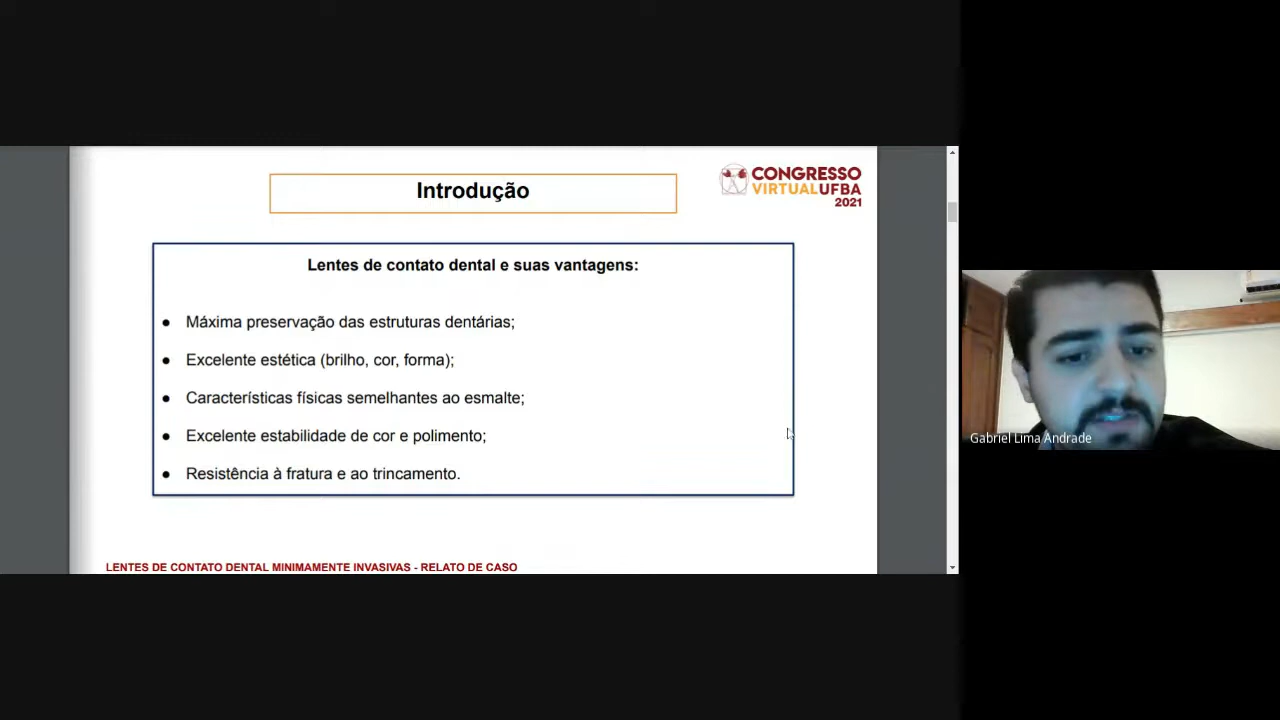 Introdução
CONGRESSO
VIRTUALUFBA
2021
Lentes de contato dental e suas vantagens:
● Máxima preservação das estruturas dentárias;
● Excelente estética (brilho, cor, forma);
● Características físicas semelhantes ao esmalte;
● Excelente estabilidade de cor e polimento;
● Resistência à fratura e ao trincamento.
LENTES DE CONTATO DENTAL MINIMAMENTE INVASIVAS - RELATO DE CASO
Gabriel Lima Andrade